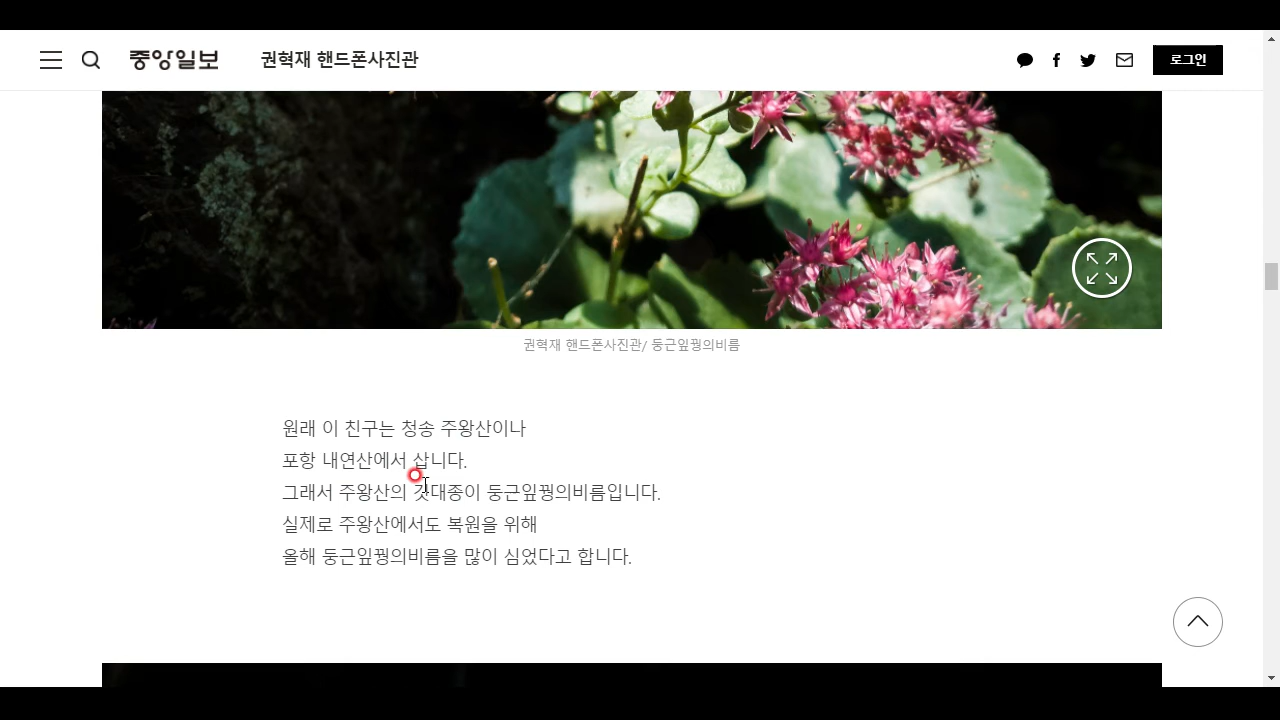 중앙일보 권혁재 핸드폰사진관 로그인
권혁재 핸드폰사진관/ 둥근잎꿩의비름
원래 이 친구는 청송 주왕산이나
포항 내연산에서 삽니다.
그래서 주왕산의 깃대종이 둥근잎꿩의비름입니다.
실제로 주왕산에서도 복원을 위해
올해 둥근잎꿩의비름을 많이 심었다고 합니다.